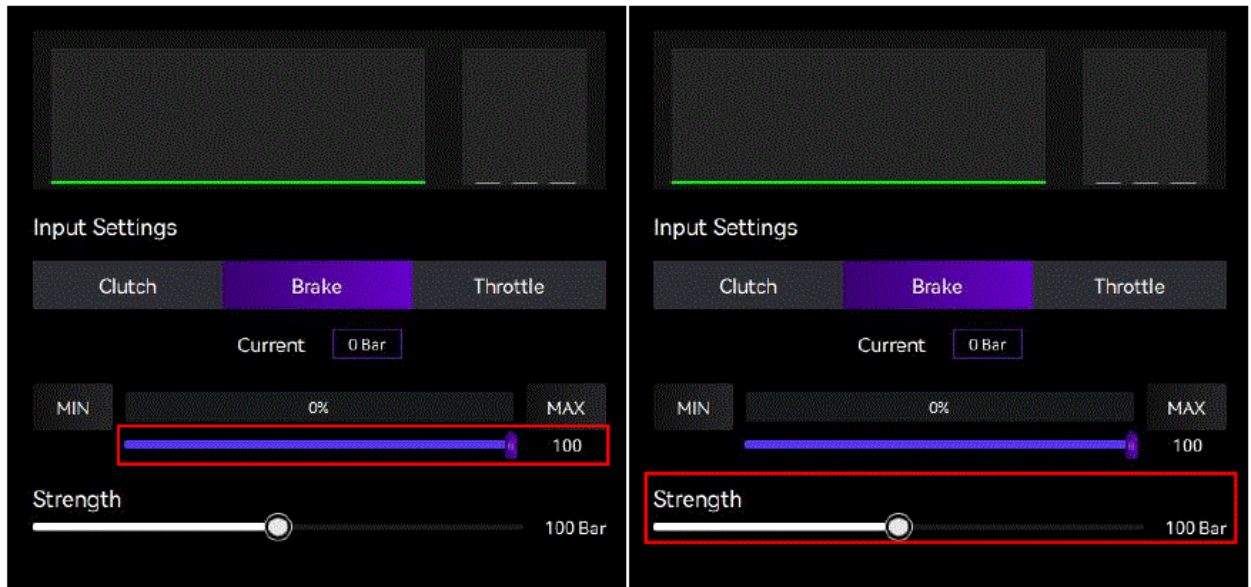 Input Settings
Clutch Brake Throttle
Current 0 Bar
MIN 0% MAX
100
Strength
100 Bar
Input Settings
Clutch Brake Throttle
Current 0 Bar
MIN 0% MAX
100
Strength
100 Bar